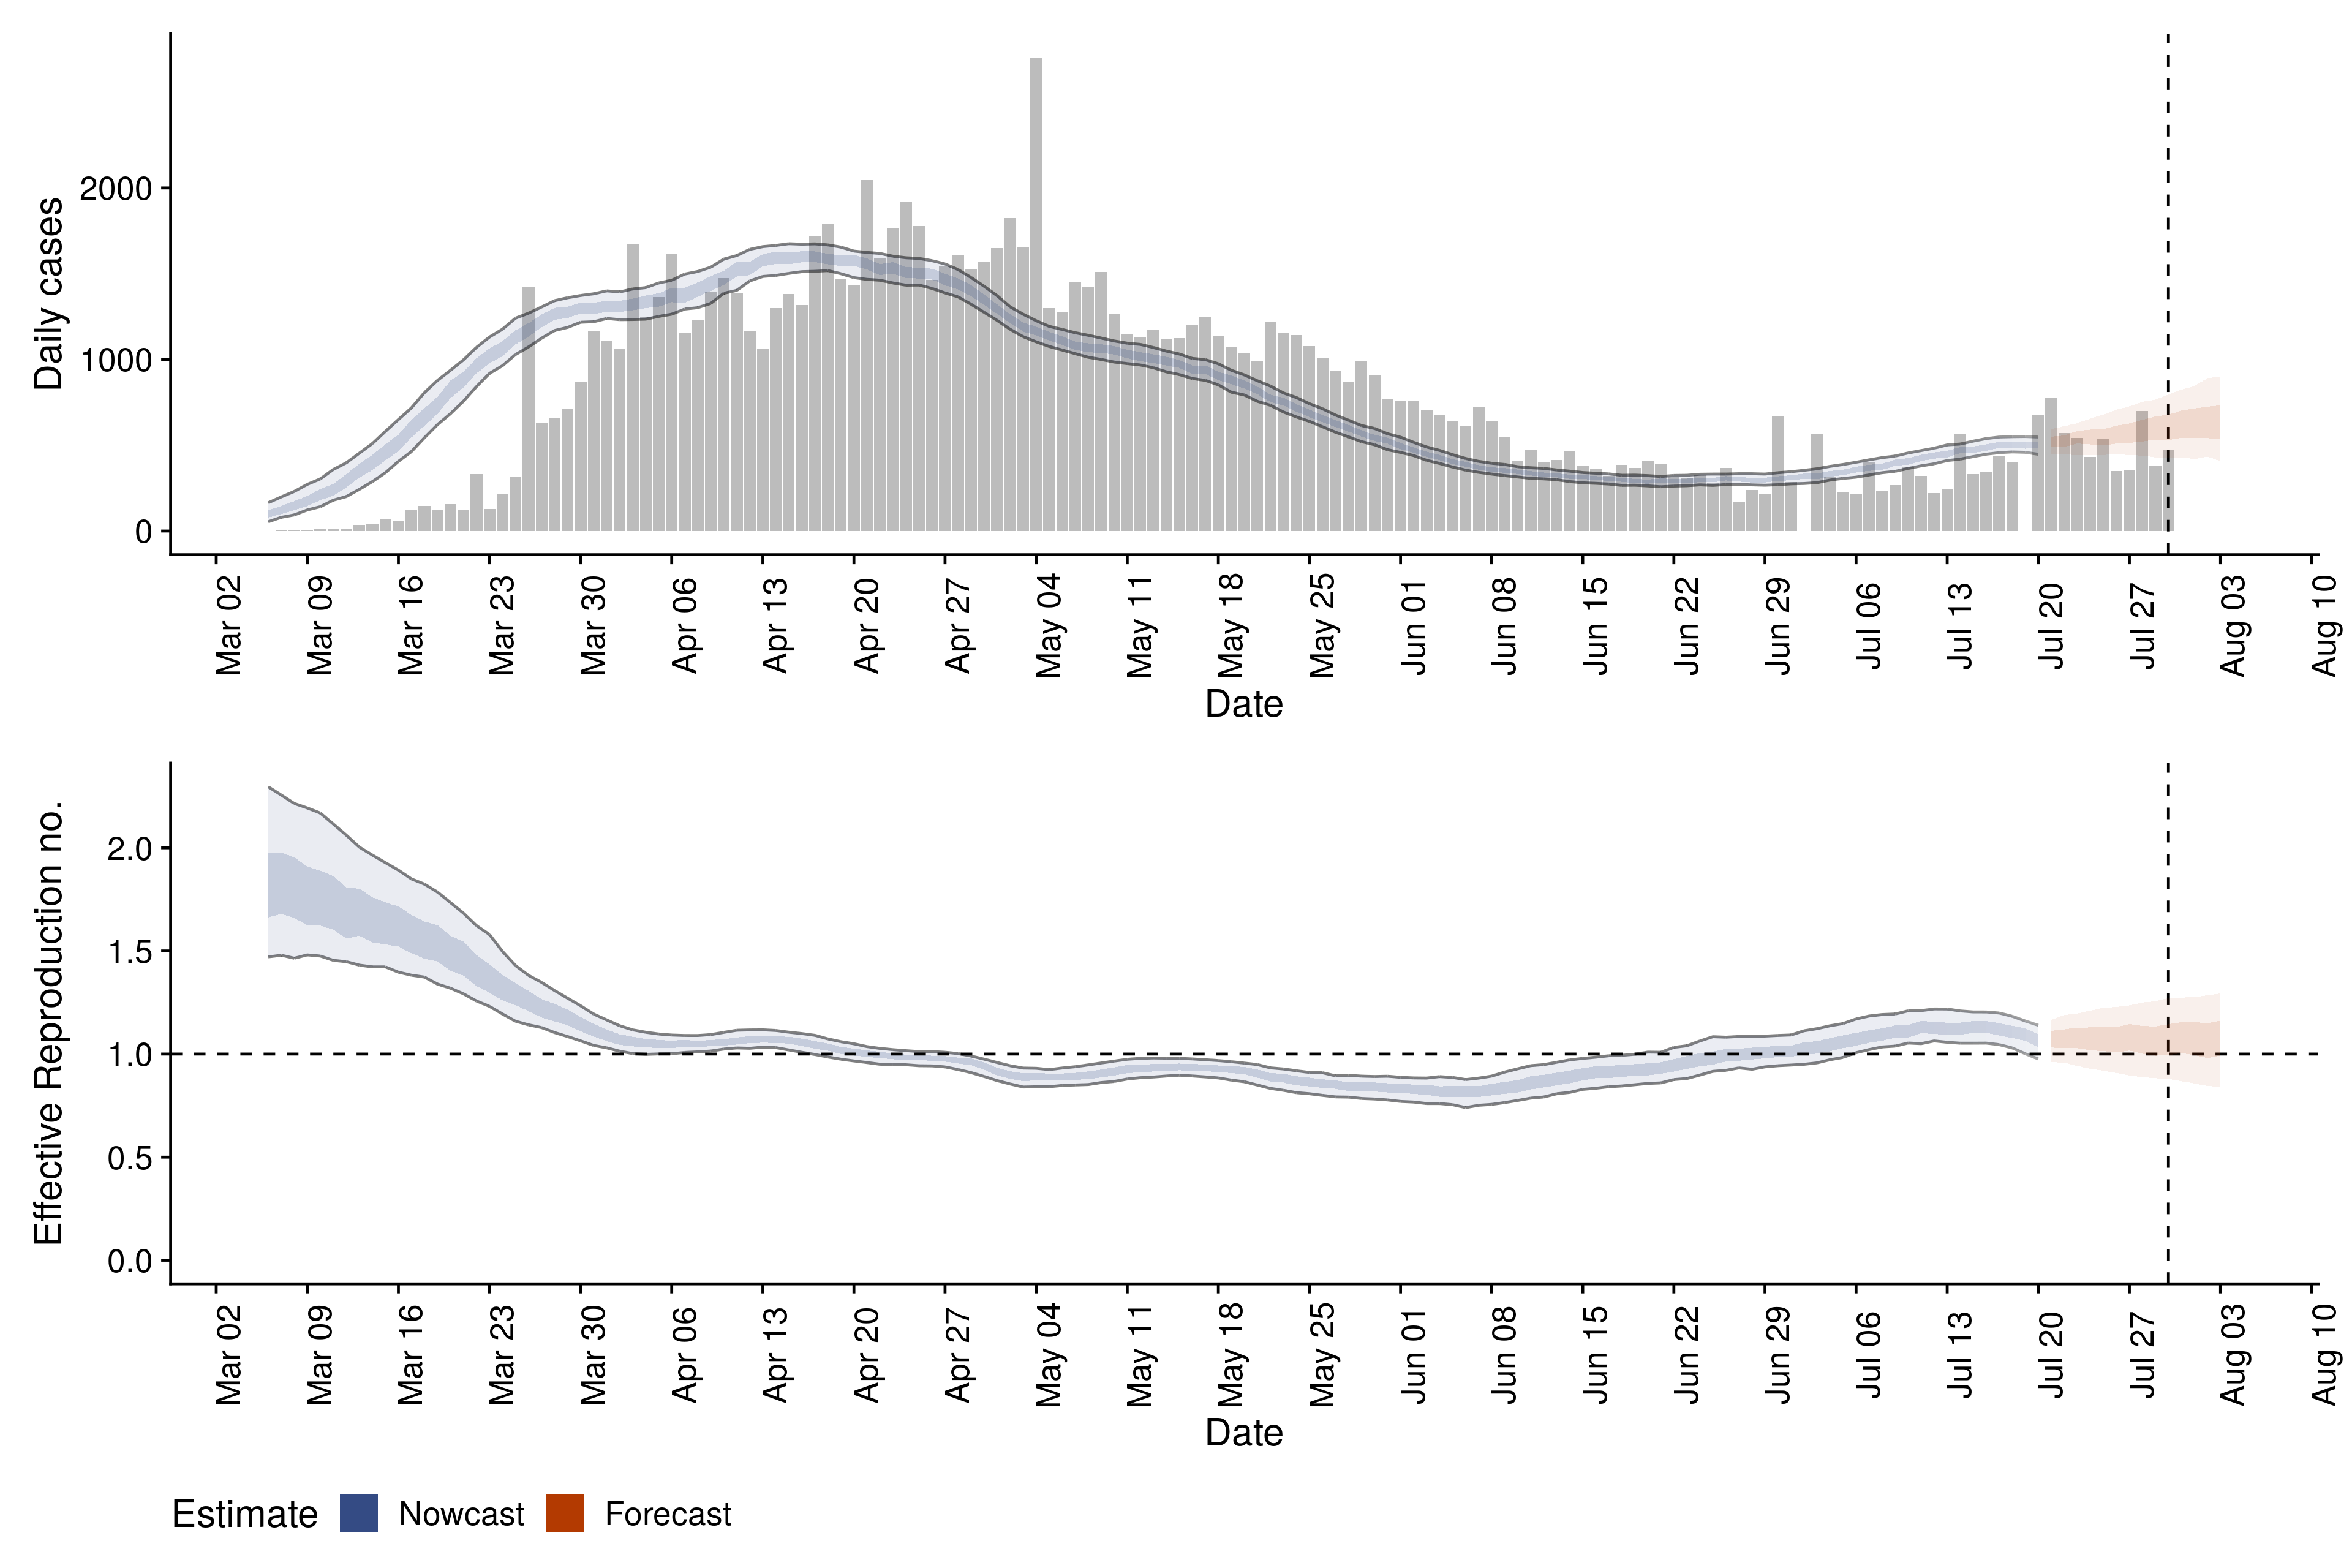 Daily cases
2000
1000
0
Mar 02
Mar 09
Mar 16
Mar 23
Mar 30
Apr 06
Apr 13
Apr 20
Apr 27
May 04
May 11
May 18
May 25
Jun 01
Jun 08
Jun 15
Jun 22
Jun 29
Jul 06
Jul 13
Jul 20
Jul 27
Aug 03
Aug 10
Date
Effective Reproduction no.
2.0
1.5
1.0
0.5
0.0
Mar 02
Mar 09
Mar 16
Mar 23
Mar 30
Apr 06
Apr 13
Apr 20
Apr 27
May 04
May 11
May 18
May 25
Jun 01
Jun 08
Jun 15
Jun 22
Jun 29
Jul 06
Jul 13
Jul 20
Jul 27
Aug 03
Aug 10
Date
Estimate Nowcast Forecast